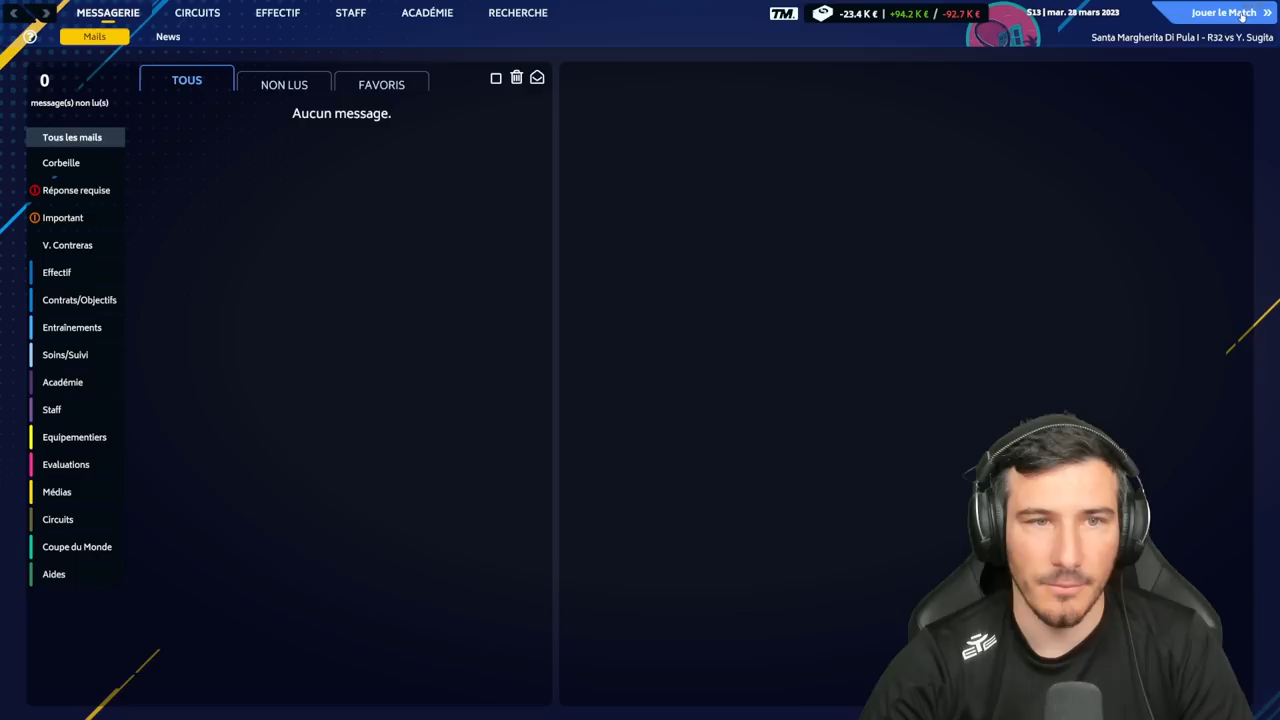 MESSAGERIE CIRCUITS EFFECTIF STAFF ACADÉMIE RECHERCHE
TM. -23.4 K € | +94.2 K € / -92.7 K €
S13 | mar. 28 mars 2023
Jouer le Match
Mails News
Santa Margherita Di Pula I - R32 vs Y. Sugita
0
message(s) non lu(s)
TOUS NON LUS FAVORIS
Aucun message.
Tous les mails
Corbeille
Réponse requise
Important
V. Contreras
Effectif
Contrats/Objectifs
Entraînements
Soins/Suivi
Académie
Staff
Equipementiers
Evaluations
Médias
Circuits
Coupe du Monde
Aides